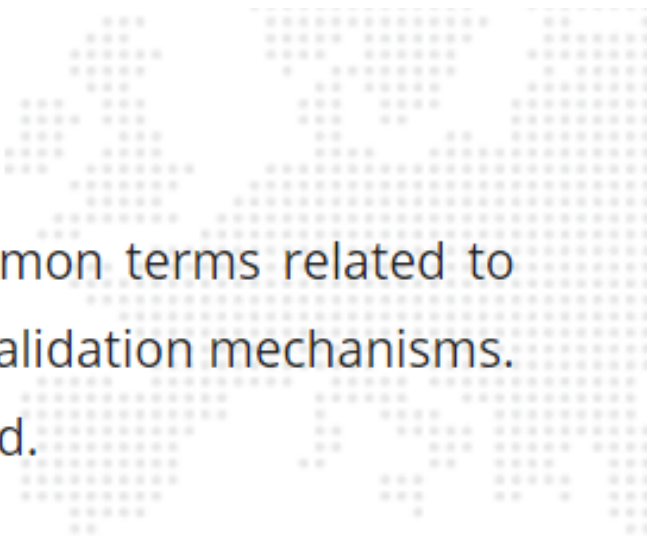 mon terms related to
alidation mechanisms.
d.